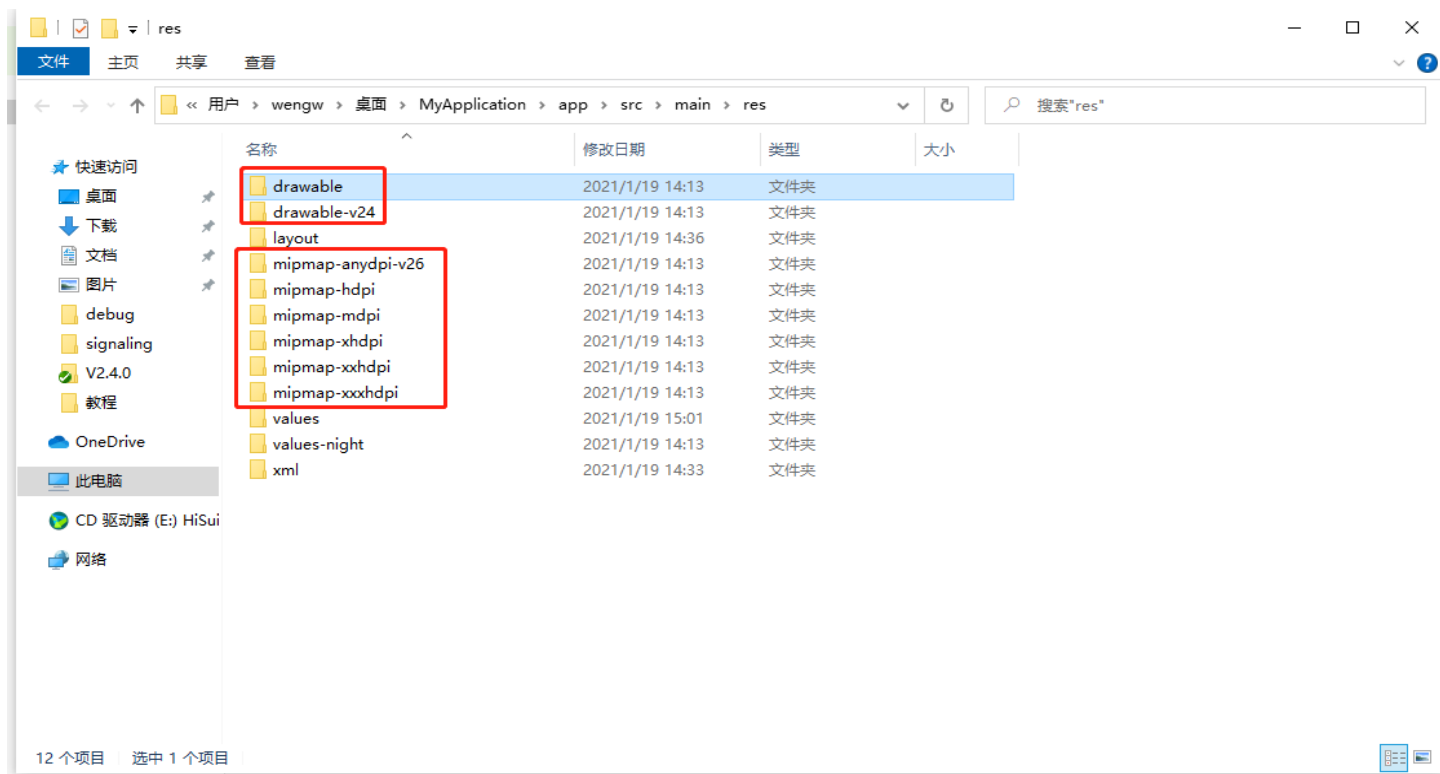 res
文件 主页 共享 查看
« 用户 › wengw › 桌面 › MyApplication › app › src › main › res 搜索"res"
名称 修改日期 类型 大小
快速访问
桌面
下载
文档
图片
debug
signaling
V2.4.0
教程
OneDrive
此电脑
CD 驱动器 (E:) HiSui
网络
drawable 2021/1/19 14:13 文件夹
drawable-v24 2021/1/19 14:13 文件夹
layout 2021/1/19 14:36 文件夹
mipmap-anydpi-v26 2021/1/19 14:13 文件夹
mipmap-hdpi 2021/1/19 14:13 文件夹
mipmap-mdpi 2021/1/19 14:13 文件夹
mipmap-xhdpi 2021/1/19 14:13 文件夹
mipmap-xxhdpi 2021/1/19 14:13 文件夹
mipmap-xxxhdpi 2021/1/19 14:13 文件夹
values 2021/1/19 15:01 文件夹
values-night 2021/1/19 14:13 文件夹
xml 2021/1/19 14:33 文件夹
12 个项目 选中 1 个项目